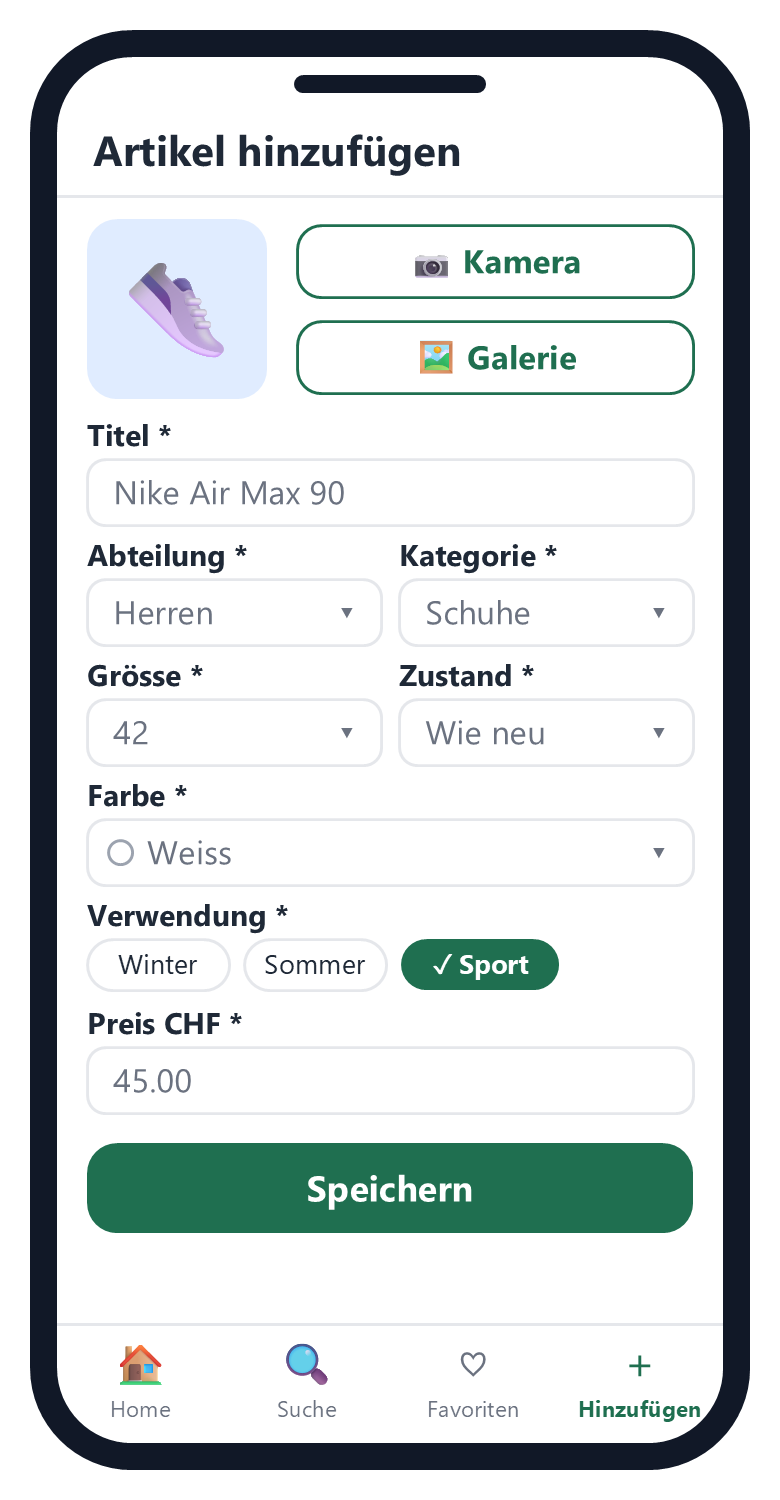 Artikel hinzufügen
Kamera
Galerie
Titel *
Nike Air Max 90
Abteilung * Kategorie *
Herren ▼ Schuhe ▼
Grösse * Zustand *
42 ▼ Wie neu ▼
Farbe *
Weiss ▼
Verwendung *
Winter Sommer ✓ Sport
Preis CHF *
45.00
Speichern
Home Suche Favoriten Hinzufügen